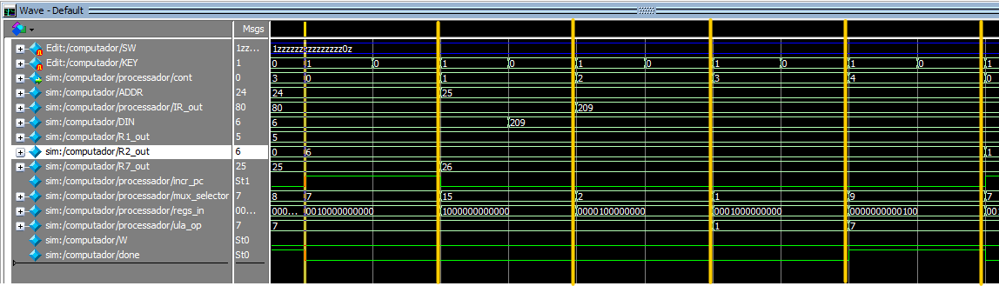 Wave - Default
Msgs
Edit:/computador/SW 1zz... 1zzzzzzzzzzzzzzzz0z
Edit:/computador/KEY 1 0 1 0 1 0 1 0 1 0 1 0 1
sim:/computador/processador/cont 0 3 0 1 2 3 4 0
sim:/computador/ADDR 24 24 25
sim:/computador/processador/IR_out 80 80 209
sim:/computador/DIN 6 6 209
sim:/computador/R1_out 5 5
sim:/computador/R2_out 6 0 6 1
sim:/computador/R7_out 25 25 26
sim:/computador/processador/incr_pc St1
sim:/computador/processador/mux_selector 7 8 7 15 2 1 9 7
sim:/computador/processador/regs_in 00... 000... 0010000000000 1000000000000 0000100000000 0001000000000 0000000000100 001
sim:/computador/processador/ula_op 7 7 1 7
sim:/computador/W St0
sim:/computador/done St0